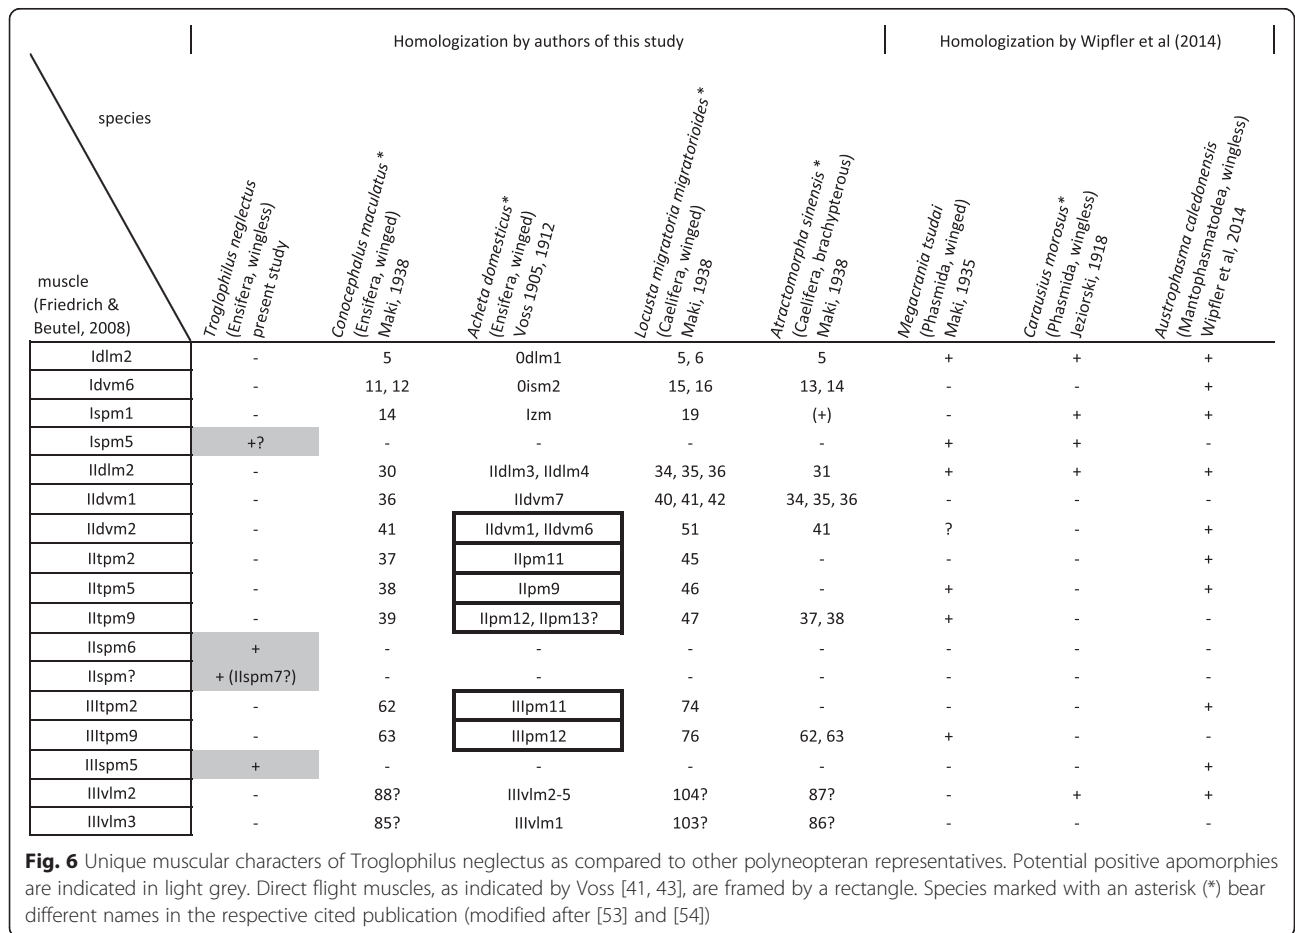 Homologization by authors of this study
Homologization by Wipfler et al (2014)
species
muscle
(Friedrich &
Beutel, 2008)
Troglophilus neglectus
(Ensifera, wingless)
present study
Conocephalus maculatus *
(Ensifera, winged)
Maki, 1938
Acheta domesticus *
(Ensifera, winged)
Voss 1905, 1912
Locusta migratoria migratorioides *
(Caelifera, winged)
Maki, 1938
Atractomorpha sinensis *
(Caelifera, brachypterous)
Maki, 1938
Megacrania tsudai
(Phasmida, winged)
Maki, 1935
Carausius morosus *
(Phasmida, wingless)
Jeziorski, 1918
Austrophasma caledonensis
(Mantophasmatodea, wingless)
Wipfler et al, 2014
Idlm2 - 5 0dlm1 5, 6 5 + + +
Idvm6 - 11, 12 0ism2 15, 16 13, 14 - - +
Ispm1 - 14 Izm 19 (+) - + +
Ispm5 +? - - - - + + -
IIdlm2 - 30 IIdlm3, IIdlm4 34, 35, 36 31 + + +
IIdvm1 - 36 IIdvm7 40, 41, 42 34, 35, 36 - - -
IIdvm2 - 41 IIdvm1, IIdvm6 51 41 ? - +
IItpm2 - 37 IIpm11 45 - - - +
IItpm5 - 38 IIpm9 46 - + - +
IItpm9 - 39 IIpm12, IIpm13? 47 37, 38 + - -
IIspm6 + - - - - - - -
IIspm? + (IIspm7?) - - - - - - -
IIItpm2 - 62 IIIpm11 74 - - - +
IIItpm9 - 63 IIIpm12 76 62, 63 + - -
IIIspm5 + - - - - - - +
IIIvlm2 - 88? IIIvlm2-5 104? 87? - + +
IIIvlm3 - 85? IIIvlm1 103? 86? - - -
Fig. 6 Unique muscular characters of Troglophilus neglectus as compared to other polyneopteran representatives. Potential positive apomorphies
are indicated in light grey. Direct flight muscles, as indicated by Voss [41, 43], are framed by a rectangle. Species marked with an asterisk (*) bear
different names in the respective cited publication (modified after [53] and [54])